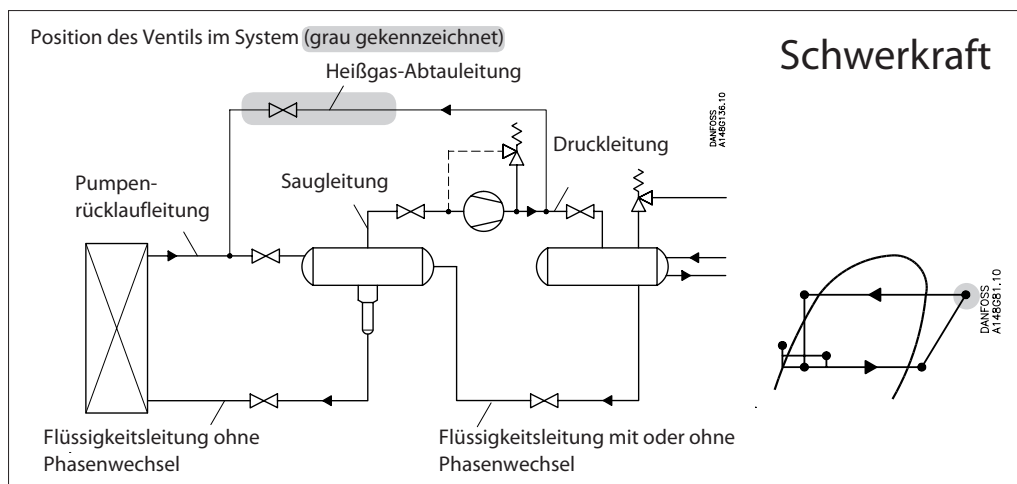 Position des Ventils im System (grau gekennzeichnet)
Schwerkraft
Heißgas-Abtauleitung
DANFOSS
A148G136.10
Druckleitung
Saugleitung
Pumpen-
rücklaufleitung
DANFOSS
A148G81.10
Flüssigkeitsleitung ohne
Phasenwechsel
Flüssigkeitsleitung mit oder ohne
Phasenwechsel